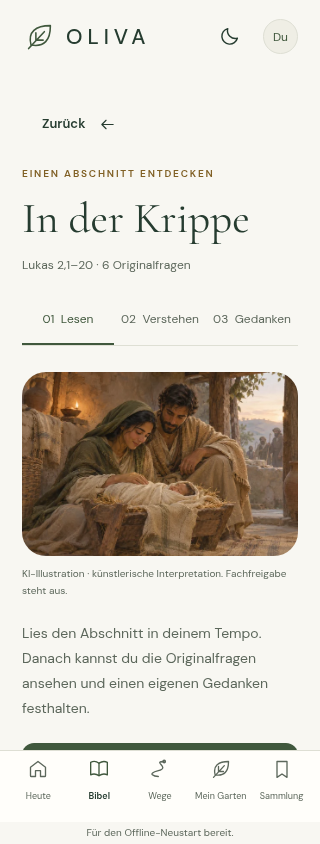 OLIVA
Du
Zurück ←
EINEN ABSCHNITT ENTDECKEN
In der Krippe
Lukas 2,1–20 · 6 Originalfragen
01 Lesen
02 Verstehen
03 Gedanken
KI-Illustration · künstlerische Interpretation. Fachfreigabe
steht aus.
Lies den Abschnitt in deinem Tempo.
Danach kannst du die Originalfragen
ansehen und einen eigenen Gedanken
festhalten.
Heute
Bibel
Wege
Mein Garten
Sammlung
Für den Offline-Neustart bereit.